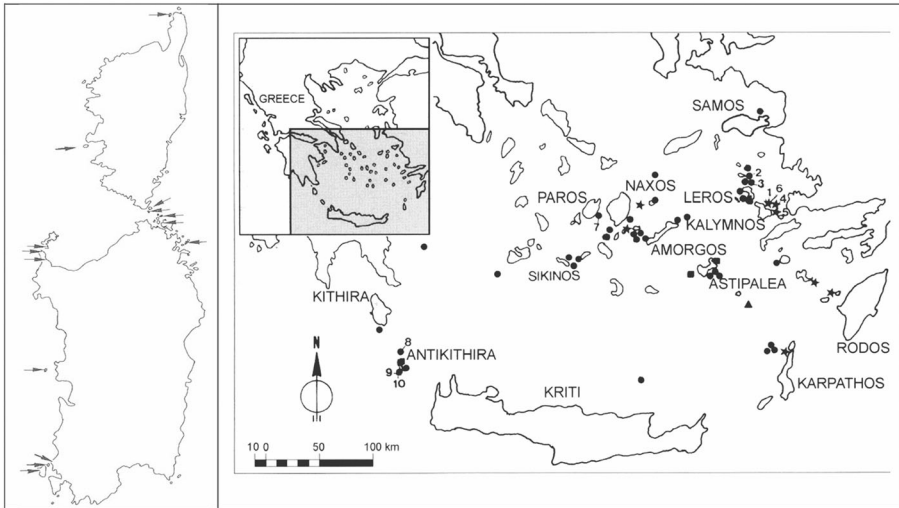 GREECE
SAMOS
2
3
1 6
4
5
LEROS
NAXOS
PAROS
7
KALYMNOS
AMORGOS
SIKINOS
ASTIPALEA
KITHIRA
RODOS
8
N
ANTIKITHIRA
9
10
KARPATHOS
KRITI
10 0 50 100 km